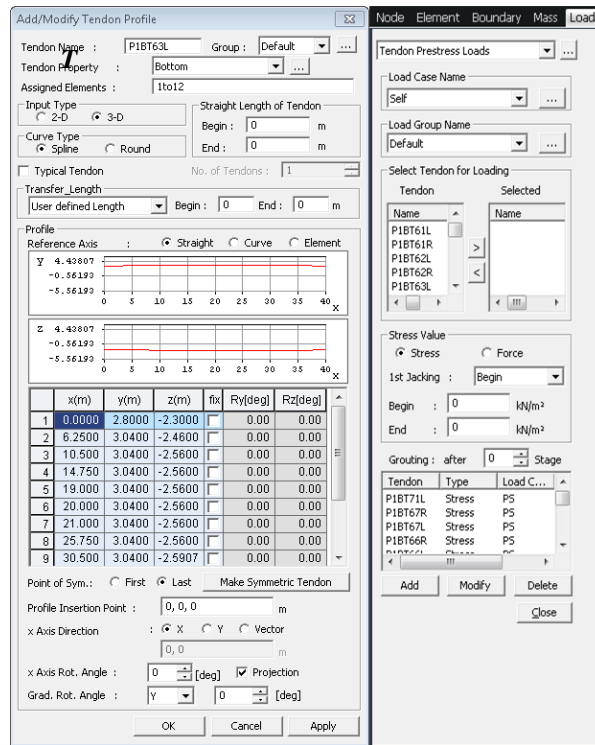 Add/Modify Tendon Profile
Tendon Name : P1BT63L Group : Default ...
T
Tendon Property : Bottom ...
Assigned Elements : 1to12
Input Type
2-D 3-D
Curve Type
Spline Round
Straight Length of Tendon
Begin : 0 m
End : 0 m
Typical Tendon No. of Tendons : 1
Transfer_Length
User defined Length Begin : 0 End : 0 m
Profile
Reference Axis : Straight Curve Element
Y 4.43807
-0.56193
-5.56193
0 5 10 15 20 25 30 35 40 X
Z 4.43807
-0.56193
-5.56193
0 5 10 15 20 25 30 35 40 X
x(m) y(m) z(m) fix Ry[deg] Rz[deg]
1 0.0000 2.8000 -2.3000 0.00 0.00
2 6.2500 3.0400 -2.4600 0.00 0.00
3 10.500 3.0400 -2.5600 0.00 0.00
4 14.750 3.0400 -2.5600 0.00 0.00
5 19.000 3.0400 -2.5600 0.00 0.00
6 20.000 3.0400 -2.5600 0.00 0.00
7 21.000 3.0400 -2.5600 0.00 0.00
8 25.750 3.0400 -2.5600 0.00 0.00
9 30.500 3.0400 -2.5907 0.00 0.00
Point of Sym.: First Last Make Symmetric Tendon
Profile Insertion Point : 0, 0, 0 m
x Axis Direction : X Y Vector
0, 0 m
x Axis Rot. Angle : 0 [deg] Projection
Grad. Rot. Angle : Y 0 [deg]
OK Cancel Apply
Node Element Boundary Mass Load
Tendon Prestress Loads ...
Load Case Name
Self ...
Load Group Name
Default ...
Select Tendon for Loading
Tendon Selected
Name Name
P1BT61L
P1BT61R
P1BT62L
P1BT62R
P1BT63L
>
<
Stress Value
Stress Force
1st Jacking : Begin
Begin : 0 kN/m²
End : 0 kN/m²
Grouting : after 0 Stage
Tendon Type Load C...
P1BT71L Stress PS
P1BT67R Stress PS
P1BT67L Stress PS
P1BT66R Stress PS
Add Modify Delete
Close